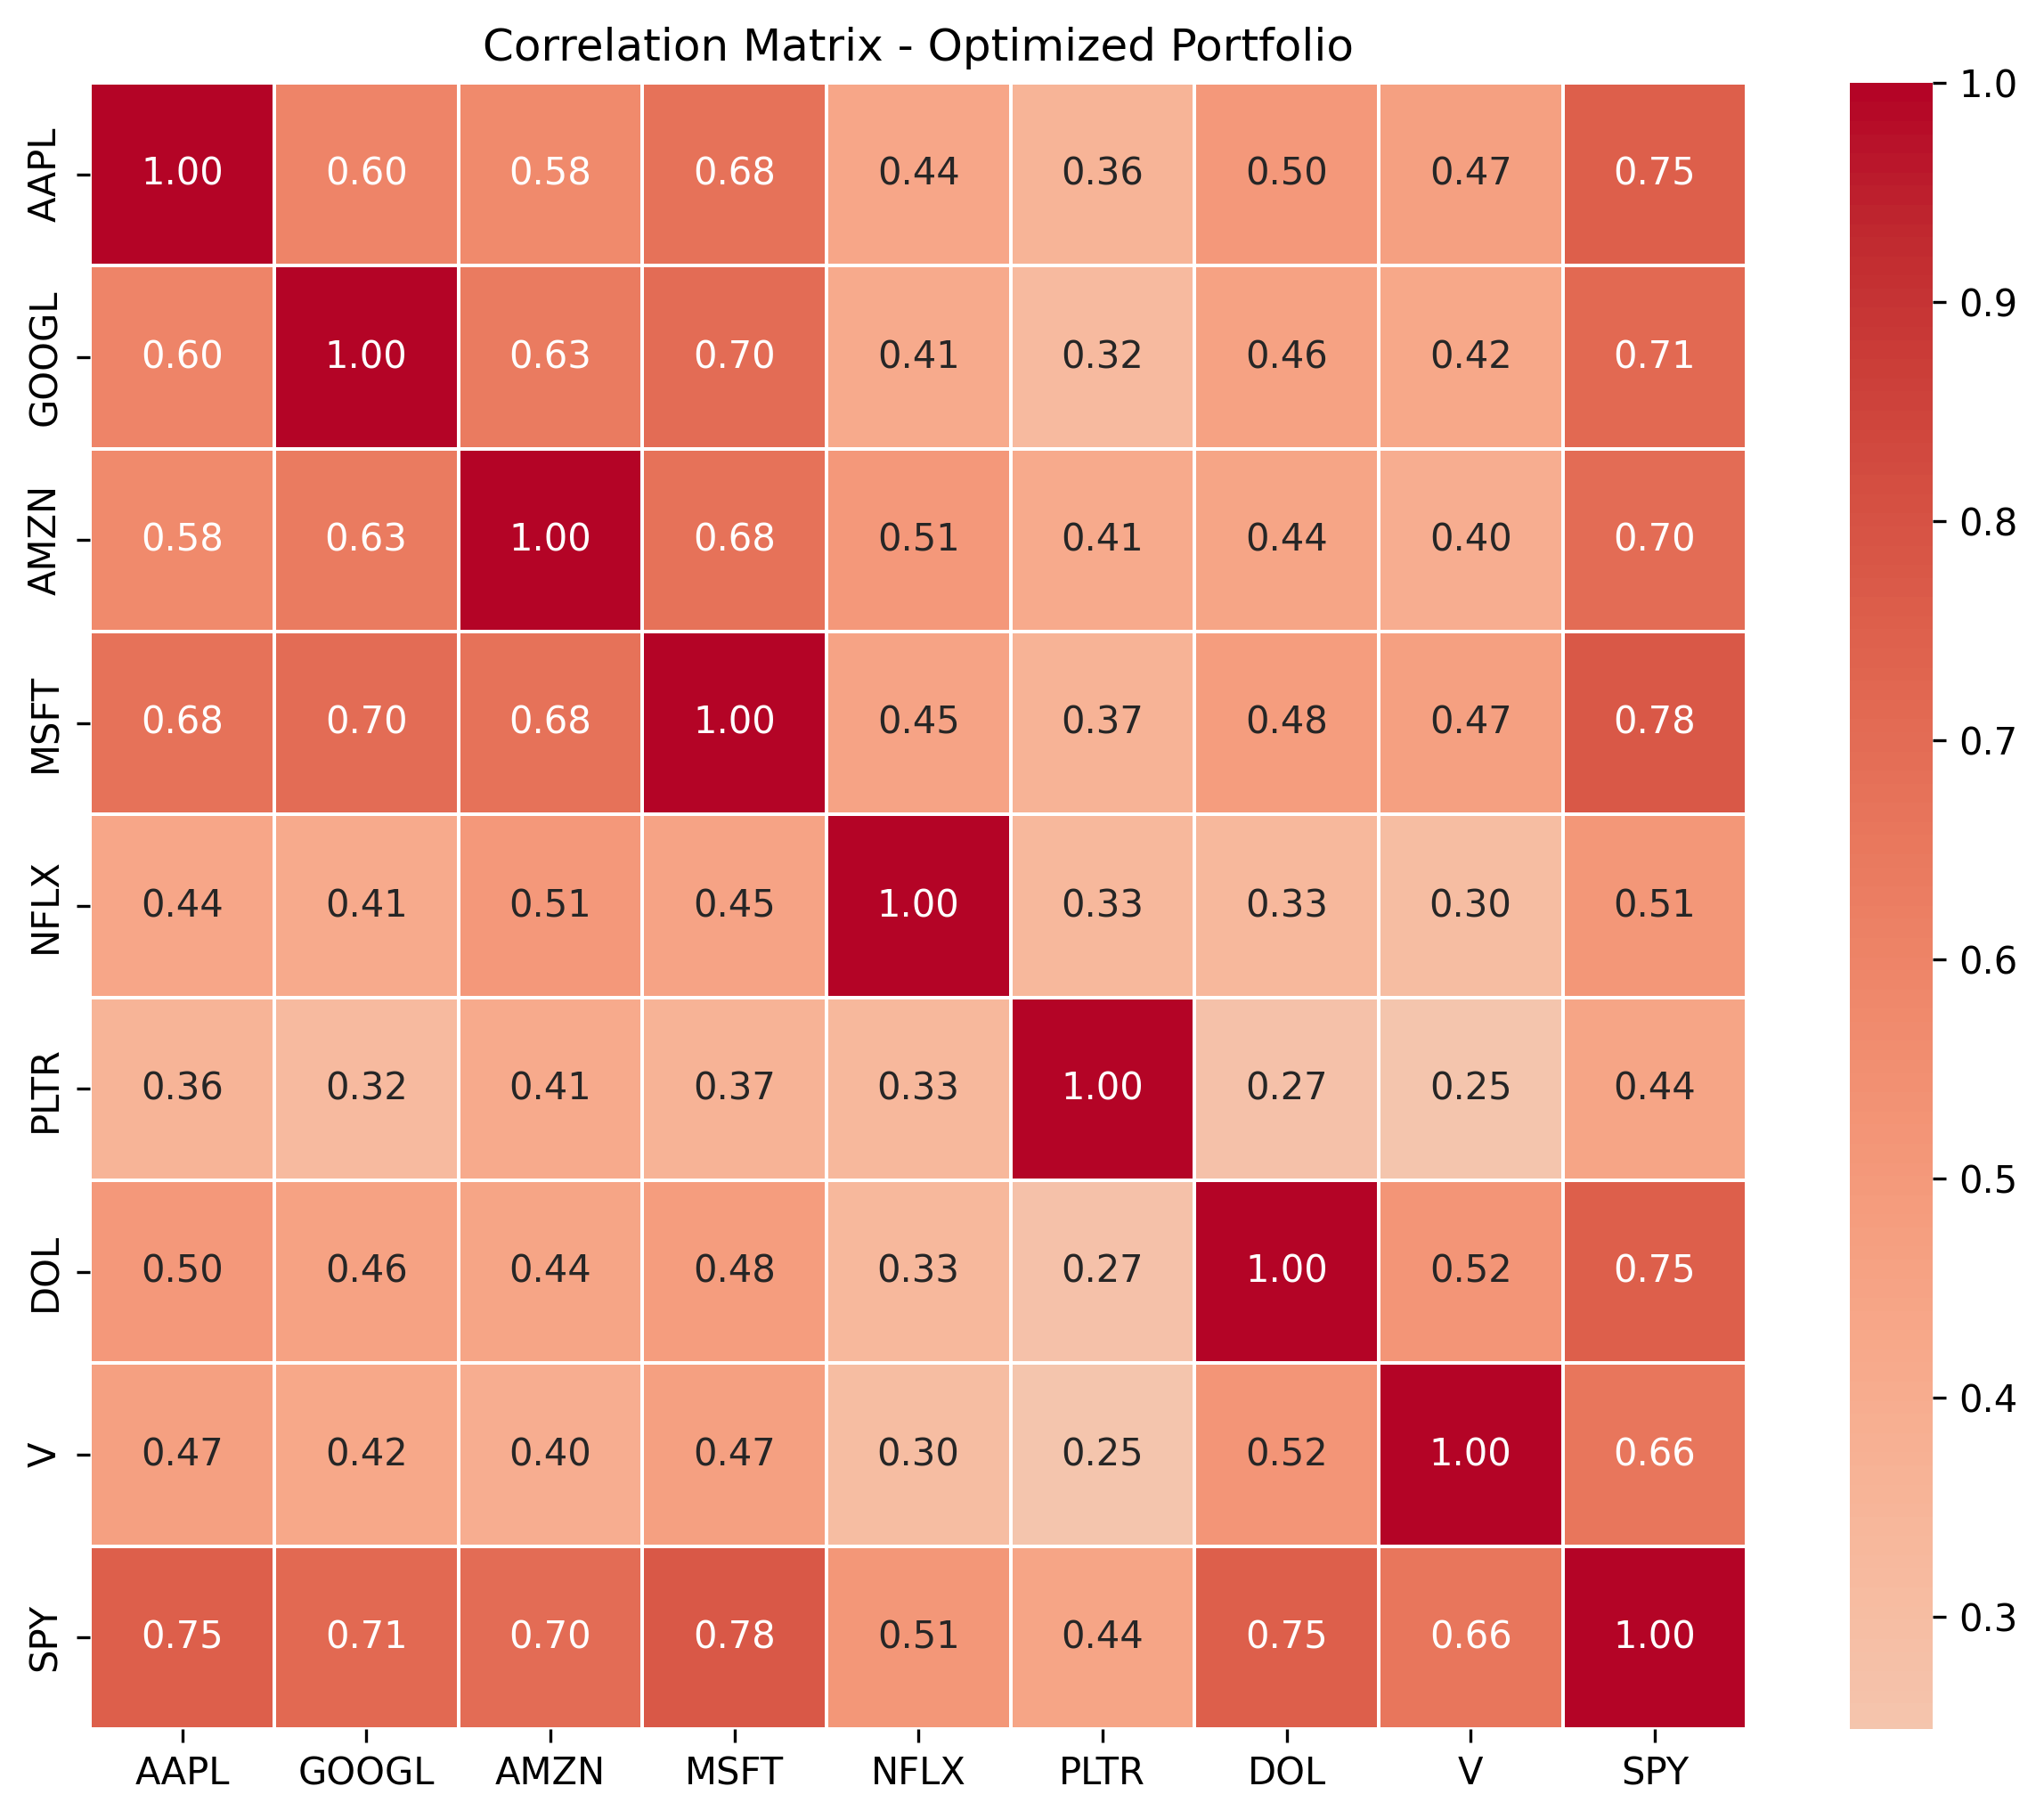 Correlation Matrix - Optimized Portfolio
AAPL 1.00 0.60 0.58 0.68 0.44 0.36 0.50 0.47 0.75
GOOGL 0.60 1.00 0.63 0.70 0.41 0.32 0.46 0.42 0.71
AMZN 0.58 0.63 1.00 0.68 0.51 0.41 0.44 0.40 0.70
MSFT 0.68 0.70 0.68 1.00 0.45 0.37 0.48 0.47 0.78
NFLX 0.44 0.41 0.51 0.45 1.00 0.33 0.33 0.30 0.51
PLTR 0.36 0.32 0.41 0.37 0.33 1.00 0.27 0.25 0.44
DOL 0.50 0.46 0.44 0.48 0.33 0.27 1.00 0.52 0.75
V 0.47 0.42 0.40 0.47 0.30 0.25 0.52 1.00 0.66
SPY 0.75 0.71 0.70 0.78 0.51 0.44 0.75 0.66 1.00
AAPL GOOGL AMZN MSFT NFLX PLTR DOL V SPY
1.0
0.9
0.8
0.7
0.6
0.5
0.4
0.3